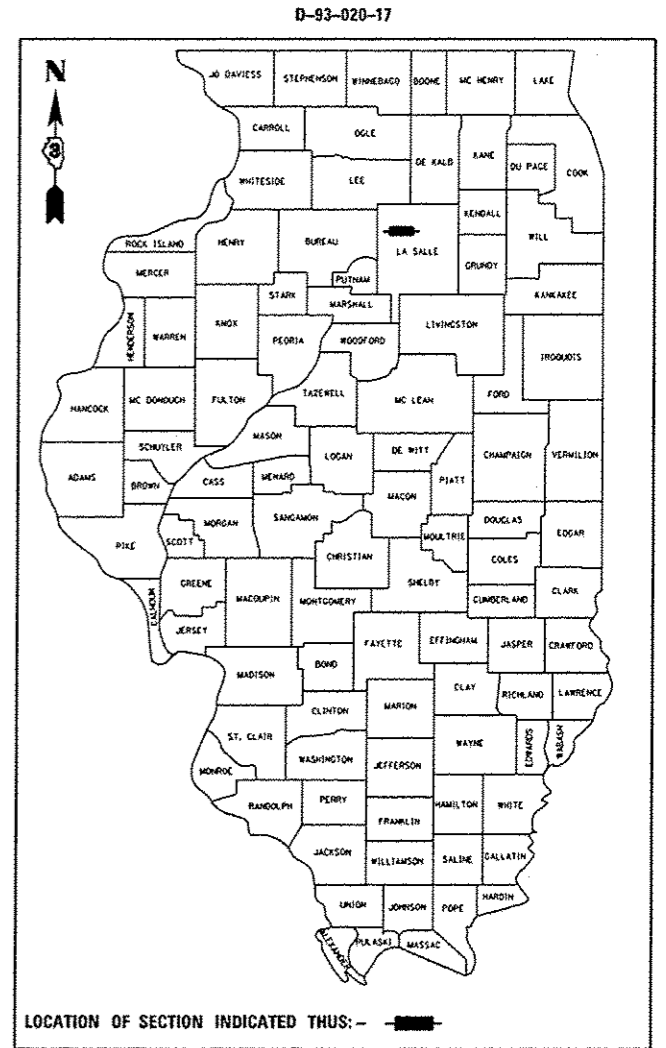 D-93-020-17
N
JO DAVIESS STEPHENSON WINNEBAGO BOONE MC HENRY LAKE
CARROLL OGLE
DE KALB KANE
DU PAGE COOK
WHITESIDE LEE
KENDALL
ROCK ISLAND HENRY BUREAU LA SALLE WILL
GRUNDY
MERCER
PUTNAM
STARK MARSHALL KANKAKEE
HENDERSON WARREN KNOX LIVINGSTON
PEORIA WOODFORD
IROQUOIS
HANCOCK MC DONOUGH FULTON TAZEWELL MC LEAN FORD
MASON
SCHUYLER LOGAN DE WITT CHAMPAIGN VERMILION
ADAMS BROWN CASS MENARD PIATT
MACON
MORGAN SANGAMON DOUGLAS
PIKE SCOTT MOULTRIE EDGAR
CHRISTIAN COLES
GREENE SHELBY
CALHOUN MACOUPIN MONTGOMERY CUMBERLAND CLARK
JERSEY
FAYETTE EFFINGHAM JASPER CRAWFORD
BOND
MADISON
CLAY RICHLAND LAWRENCE
CLINTON MARION
ST. CLAIR WAYNE EDWARDS WABASH
WASHINGTON JEFFERSON
MONROE
RANDOLPH PERRY HAMILTON WHITE
FRANKLIN
JACKSON WILLIAMSON SALINE GALLATIN
HARDIN
UNION JOHNSON POPE
ALEXANDER PULASKI MASSAC
LOCATION OF SECTION INDICATED THUS: -